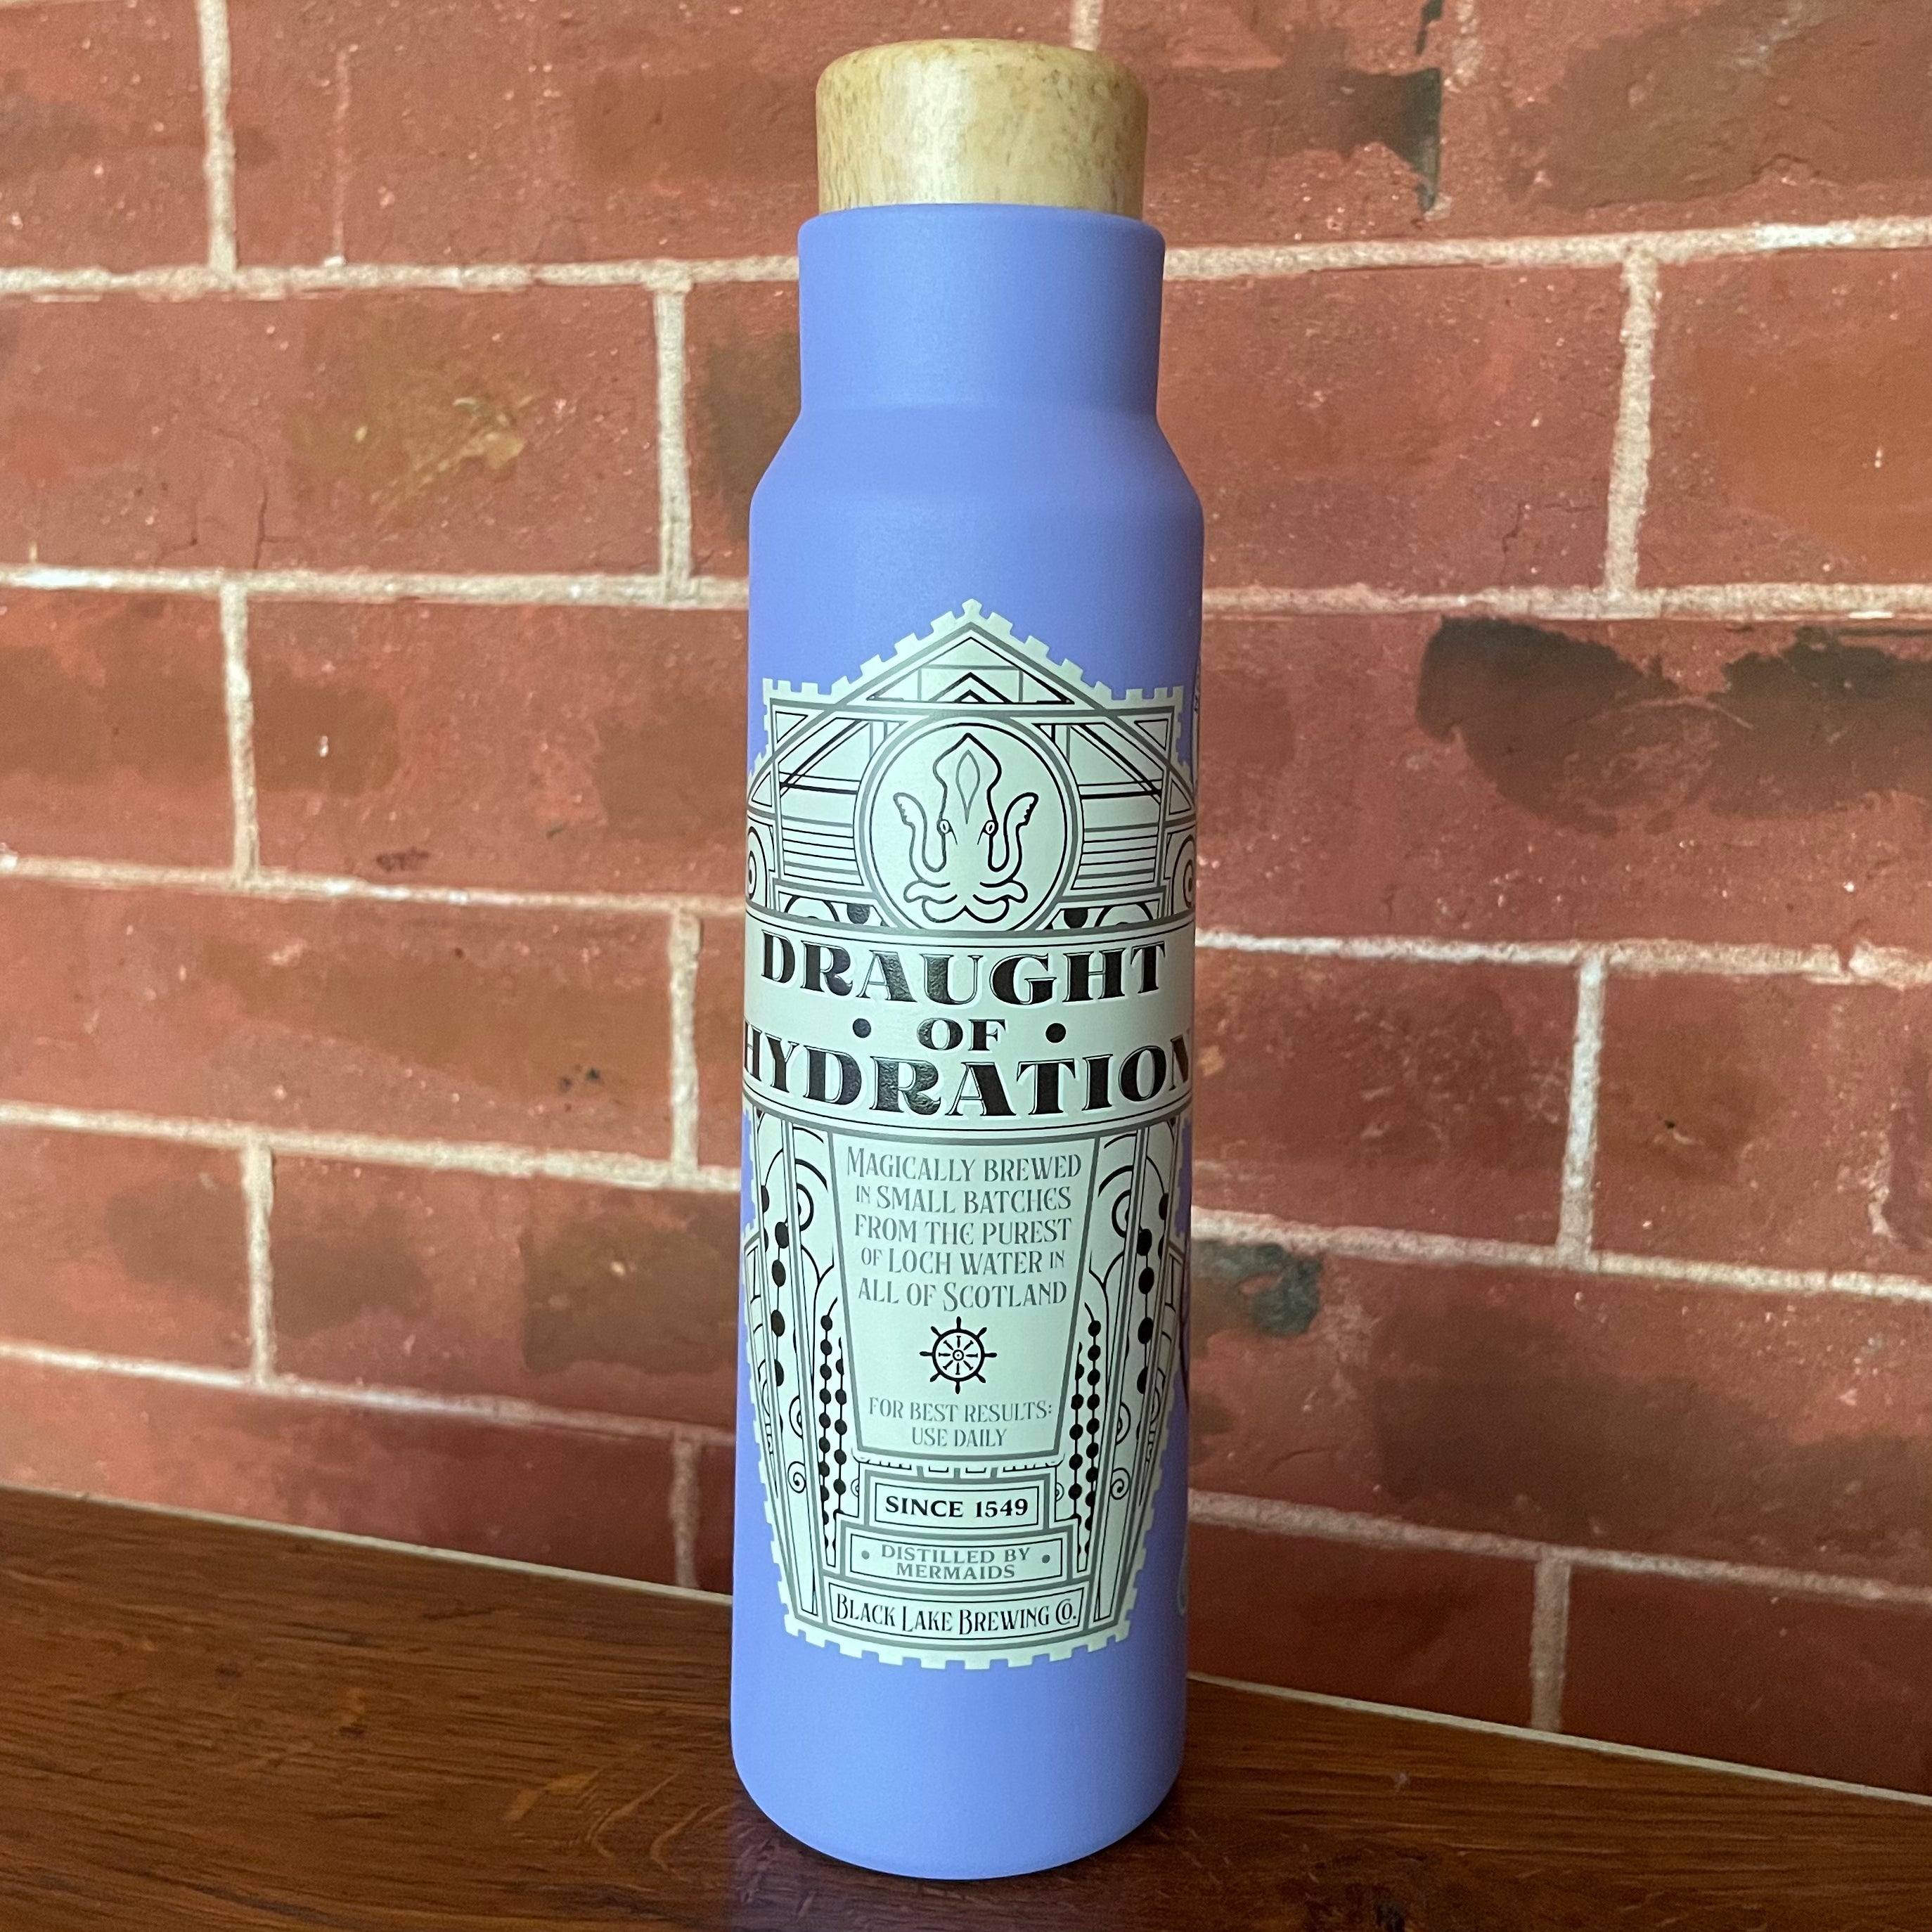 DRAUGHT
• OF •
HYDRATION
MAGICALLY BREWED
IN SMALL BATCHES
FROM THE PUREST
OF LOCH WATER IN
ALL OF SCOTLAND
FOR BEST RESULTS:
USE DAILY
SINCE 1549
• DISTILLED BY •
MERMAIDS
BLACK LAKE BREWING CO.